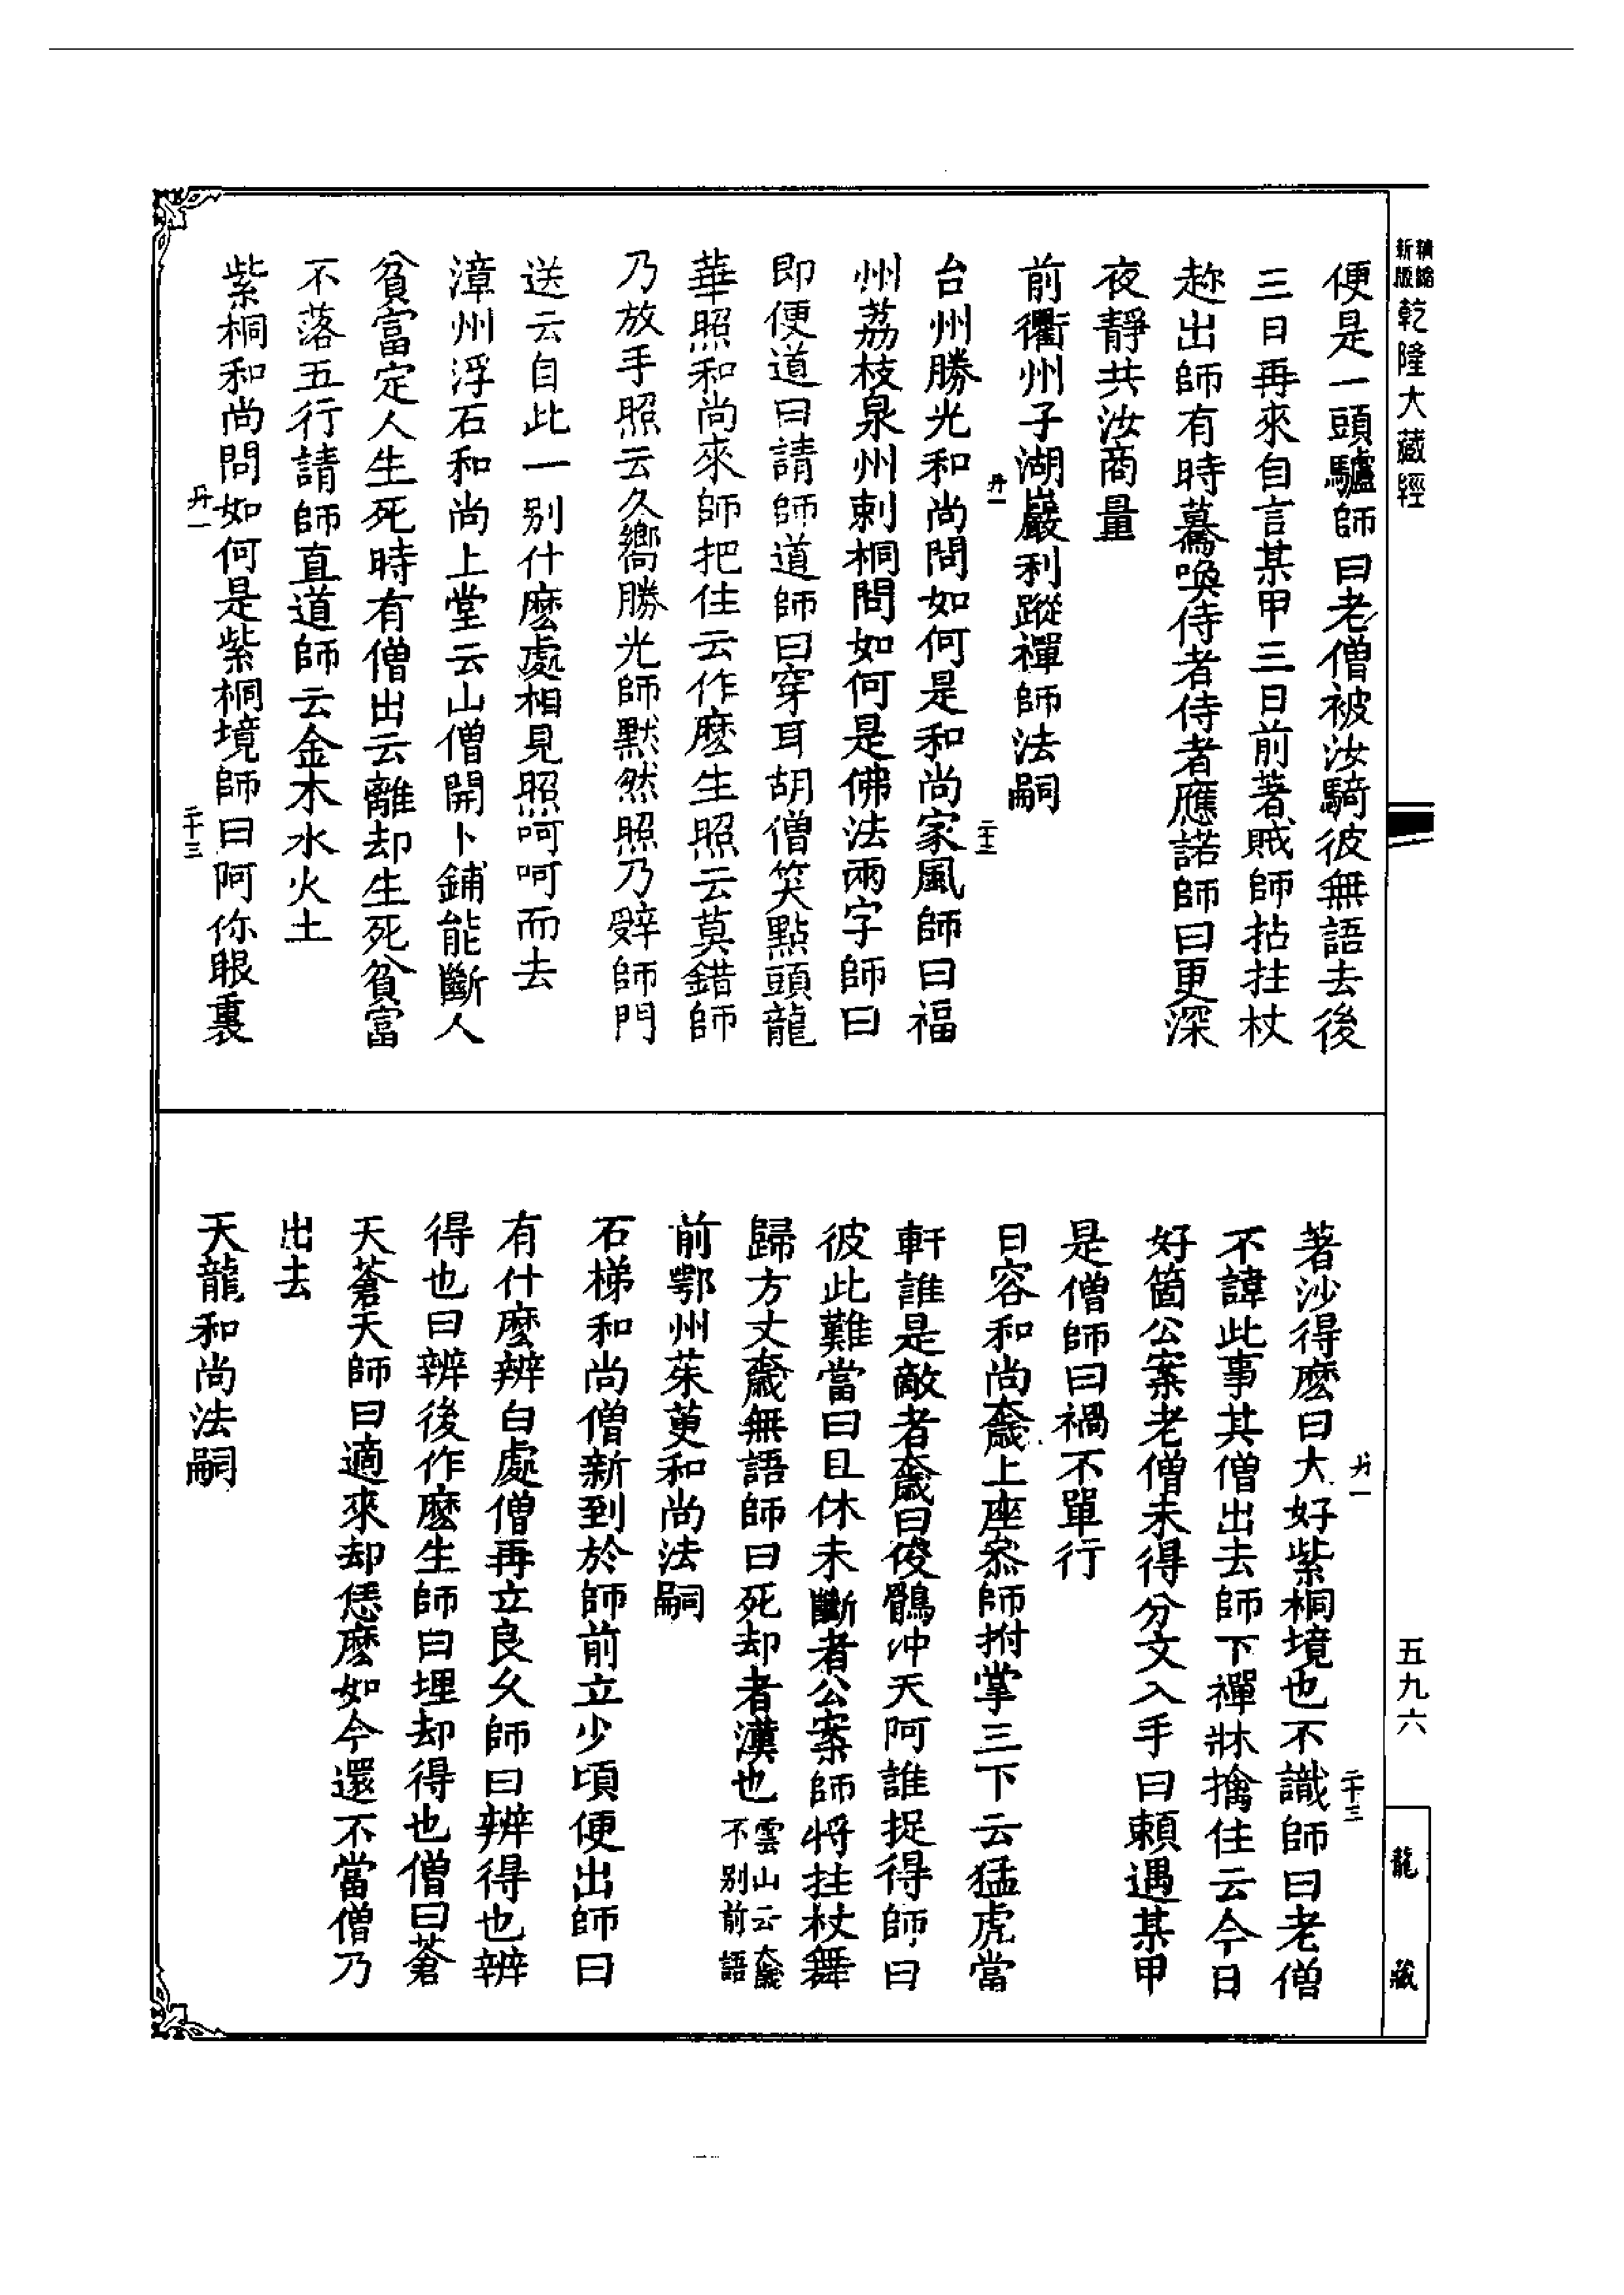 精縮新版乾隆大藏經
便是一頭驢師曰老僧被汝騎彼無語去後
三日再來自言某甲三日前著賊師拈拄杖
趂出師有時驀喚侍者侍者應諾師曰更深
夜靜共汝商量
前衢州子湖巖利蹤禪師法嗣
台州勝光和尚問如何是和尚家風師曰福
州荔枝泉州刺桐問如何是佛法兩字師曰
即便道曰請師道師曰穿耳胡僧笑點頭龍
華照和尚來師把住云作麽生照云莫錯師
乃放手照云久嚮勝光師默然照乃辤師門
送云自此一別什麽處相見照呵呵而去
漳州浮石和尚上堂云山僧開卜鋪能斷人
貧富定人生死時有僧出云離却生死貧富
不落五行請師直道師云金木水火土
紫桐和尚問如何是紫桐境師曰阿你眼裏
二十三
著沙得麽曰大好紫桐境也不識師曰老僧
不諱此事其僧出去師下禪牀擒住云今日
好箇公案老僧未得分文入手曰賴遇某甲
是僧師曰禍不單行
日容和尚奯上座叅師拊掌三下云猛虎當
軒誰是敵者奯曰俊鷂冲天阿誰捉得師曰
彼此難當曰且休未斷者公案師將拄杖舞
歸方丈奯無語師曰死却者漢也雲山云奯不別前語
前鄂州茱萸和尚法嗣
石梯和尚僧新到於師前立少頃便出師曰
有什麽辨白處僧再立良久師曰辨得也辨
得也曰辨後作麽生師曰埋却得也僧曰蒼
天蒼天師曰適來却恁麽如今還不當僧乃
出去
天龍和尚法嗣
二十三
五九六
龍藏